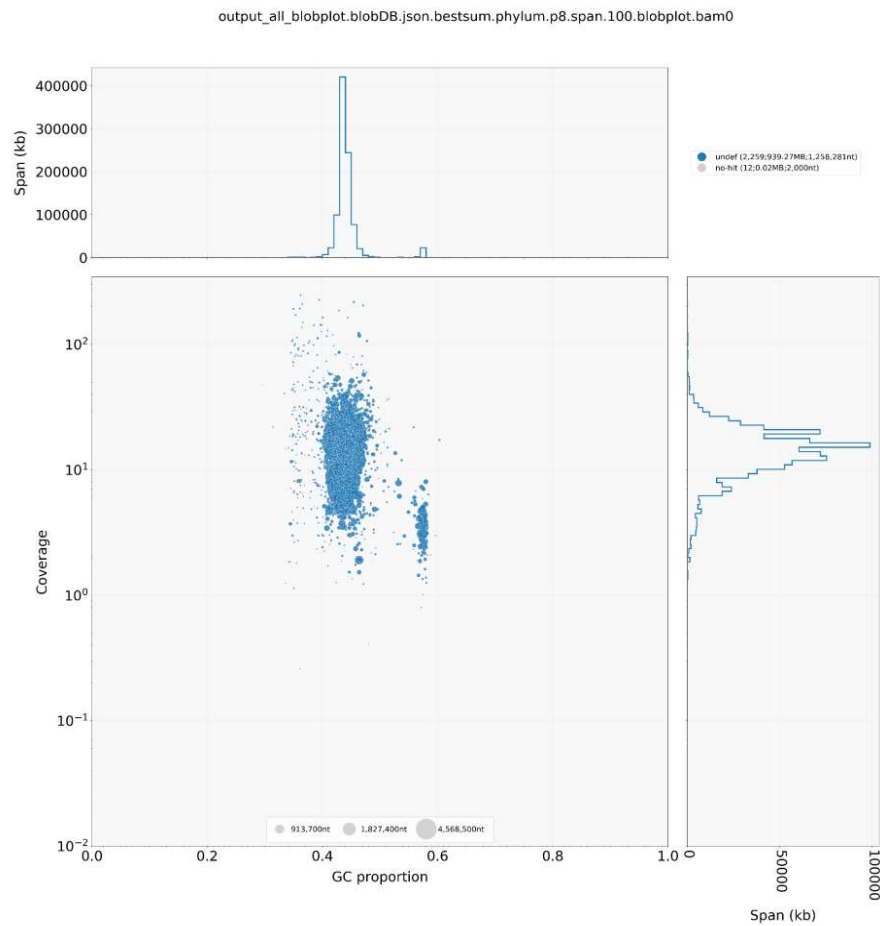 output_all_blobplot.blobDB.json.bestsum.phylum.p8.span.100.blobplot.bam0
400000
300000
200000
100000
0
Span (kb)
undef (2,259;939.27MB;1,258,281nt)
no-hit (12;0.02MB;2,000nt)
10²
10¹
10⁰
10⁻¹
10⁻²
Coverage
913,700nt
1,827,400nt
4,568,500nt
0.0
0.2
0.4
0.6
0.8
1.0
GC proportion
0
50000
100000
Span (kb)